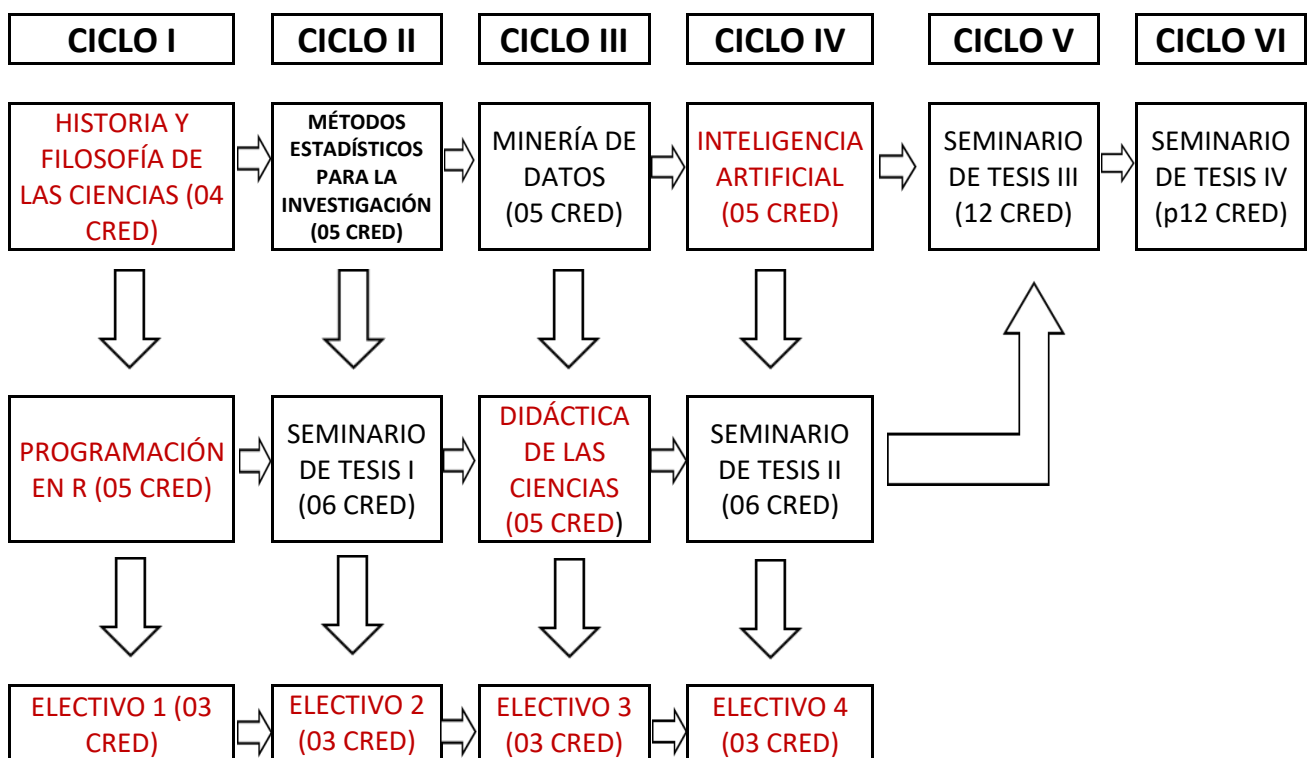 CICLO I
CICLO II
CICLO III
CICLO IV
CICLO V
CICLO VI
HISTORIA Y
FILOSOFÍA DE
LAS CIENCIAS (04
CRED)
MÉTODOS
ESTADÍSTICOS
PARA LA
INVESTIGACIÓN
(05 CRED)
MINERÍA DE
DATOS
(05 CRED)
INTELIGENCIA
ARTIFICIAL
(05 CRED)
SEMINARIO
DE TESIS III
(12 CRED)
SEMINARIO
DE TESIS IV
(p12 CRED)
PROGRAMACIÓN
EN R (05 CRED)
SEMINARIO
DE TESIS I
(06 CRED)
DIDÁCTICA
DE LAS
CIENCIAS
(05 CRED)
SEMINARIO
DE TESIS II
(06 CRED)
ELECTIVO 1 (03
CRED)
ELECTIVO 2
(03 CRED)
ELECTIVO 3
(03 CRED)
ELECTIVO 4
(03 CRED)